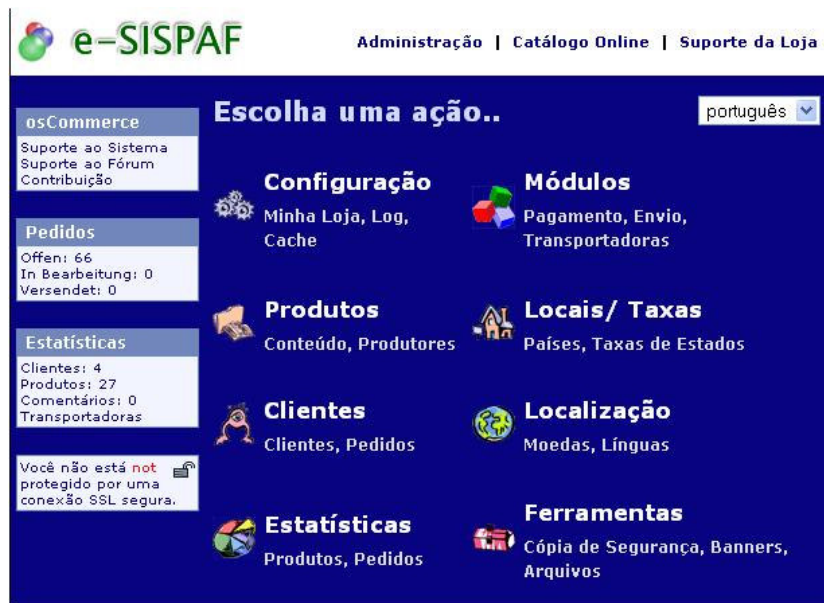 e-SISPAF
Administração | Catálogo Online | Suporte da Loja
osCommerce
Suporte ao Sistema
Suporte ao Fórum
Contribuição
Pedidos
Offen: 66
In Bearbeitung: 0
Versendet: 0
Estatísticas
Clientes: 4
Produtos: 27
Comentários: 0
Transportadoras
Você não está not
protegido por uma
conexão SSL segura.
Escolha uma ação..
português
Configuração
Minha Loja, Log,
Cache
Módulos
Pagamento, Envio,
Transportadoras
Produtos
Conteúdo, Produtores
Locais/ Taxas
Países, Taxas de Estados
Clientes
Clientes, Pedidos
Localização
Moedas, Línguas
Estatísticas
Produtos, Pedidos
Ferramentas
Cópia de Segurança, Banners,
Arquivos